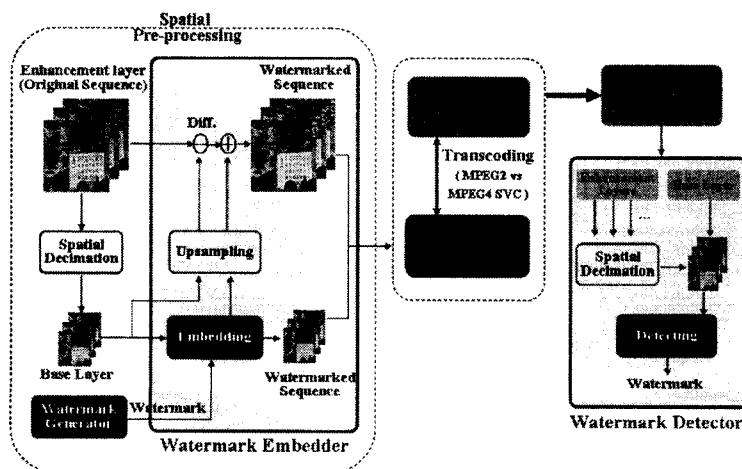 Spatial
Pre-processing
Enhancement layer
(Original Sequence)
Watermarked
Sequence
Diff.
Spatial
Decimation
Upsampling
Base Layer
Embedding
Watermarked
Sequence
Watermark
Generator
Watermark
Watermark Embedder
Transcoding
( MPEG2 vs
MPEG4 SVC )
...
Spatial
Decimation
Detecting
Watermark
Watermark Detector